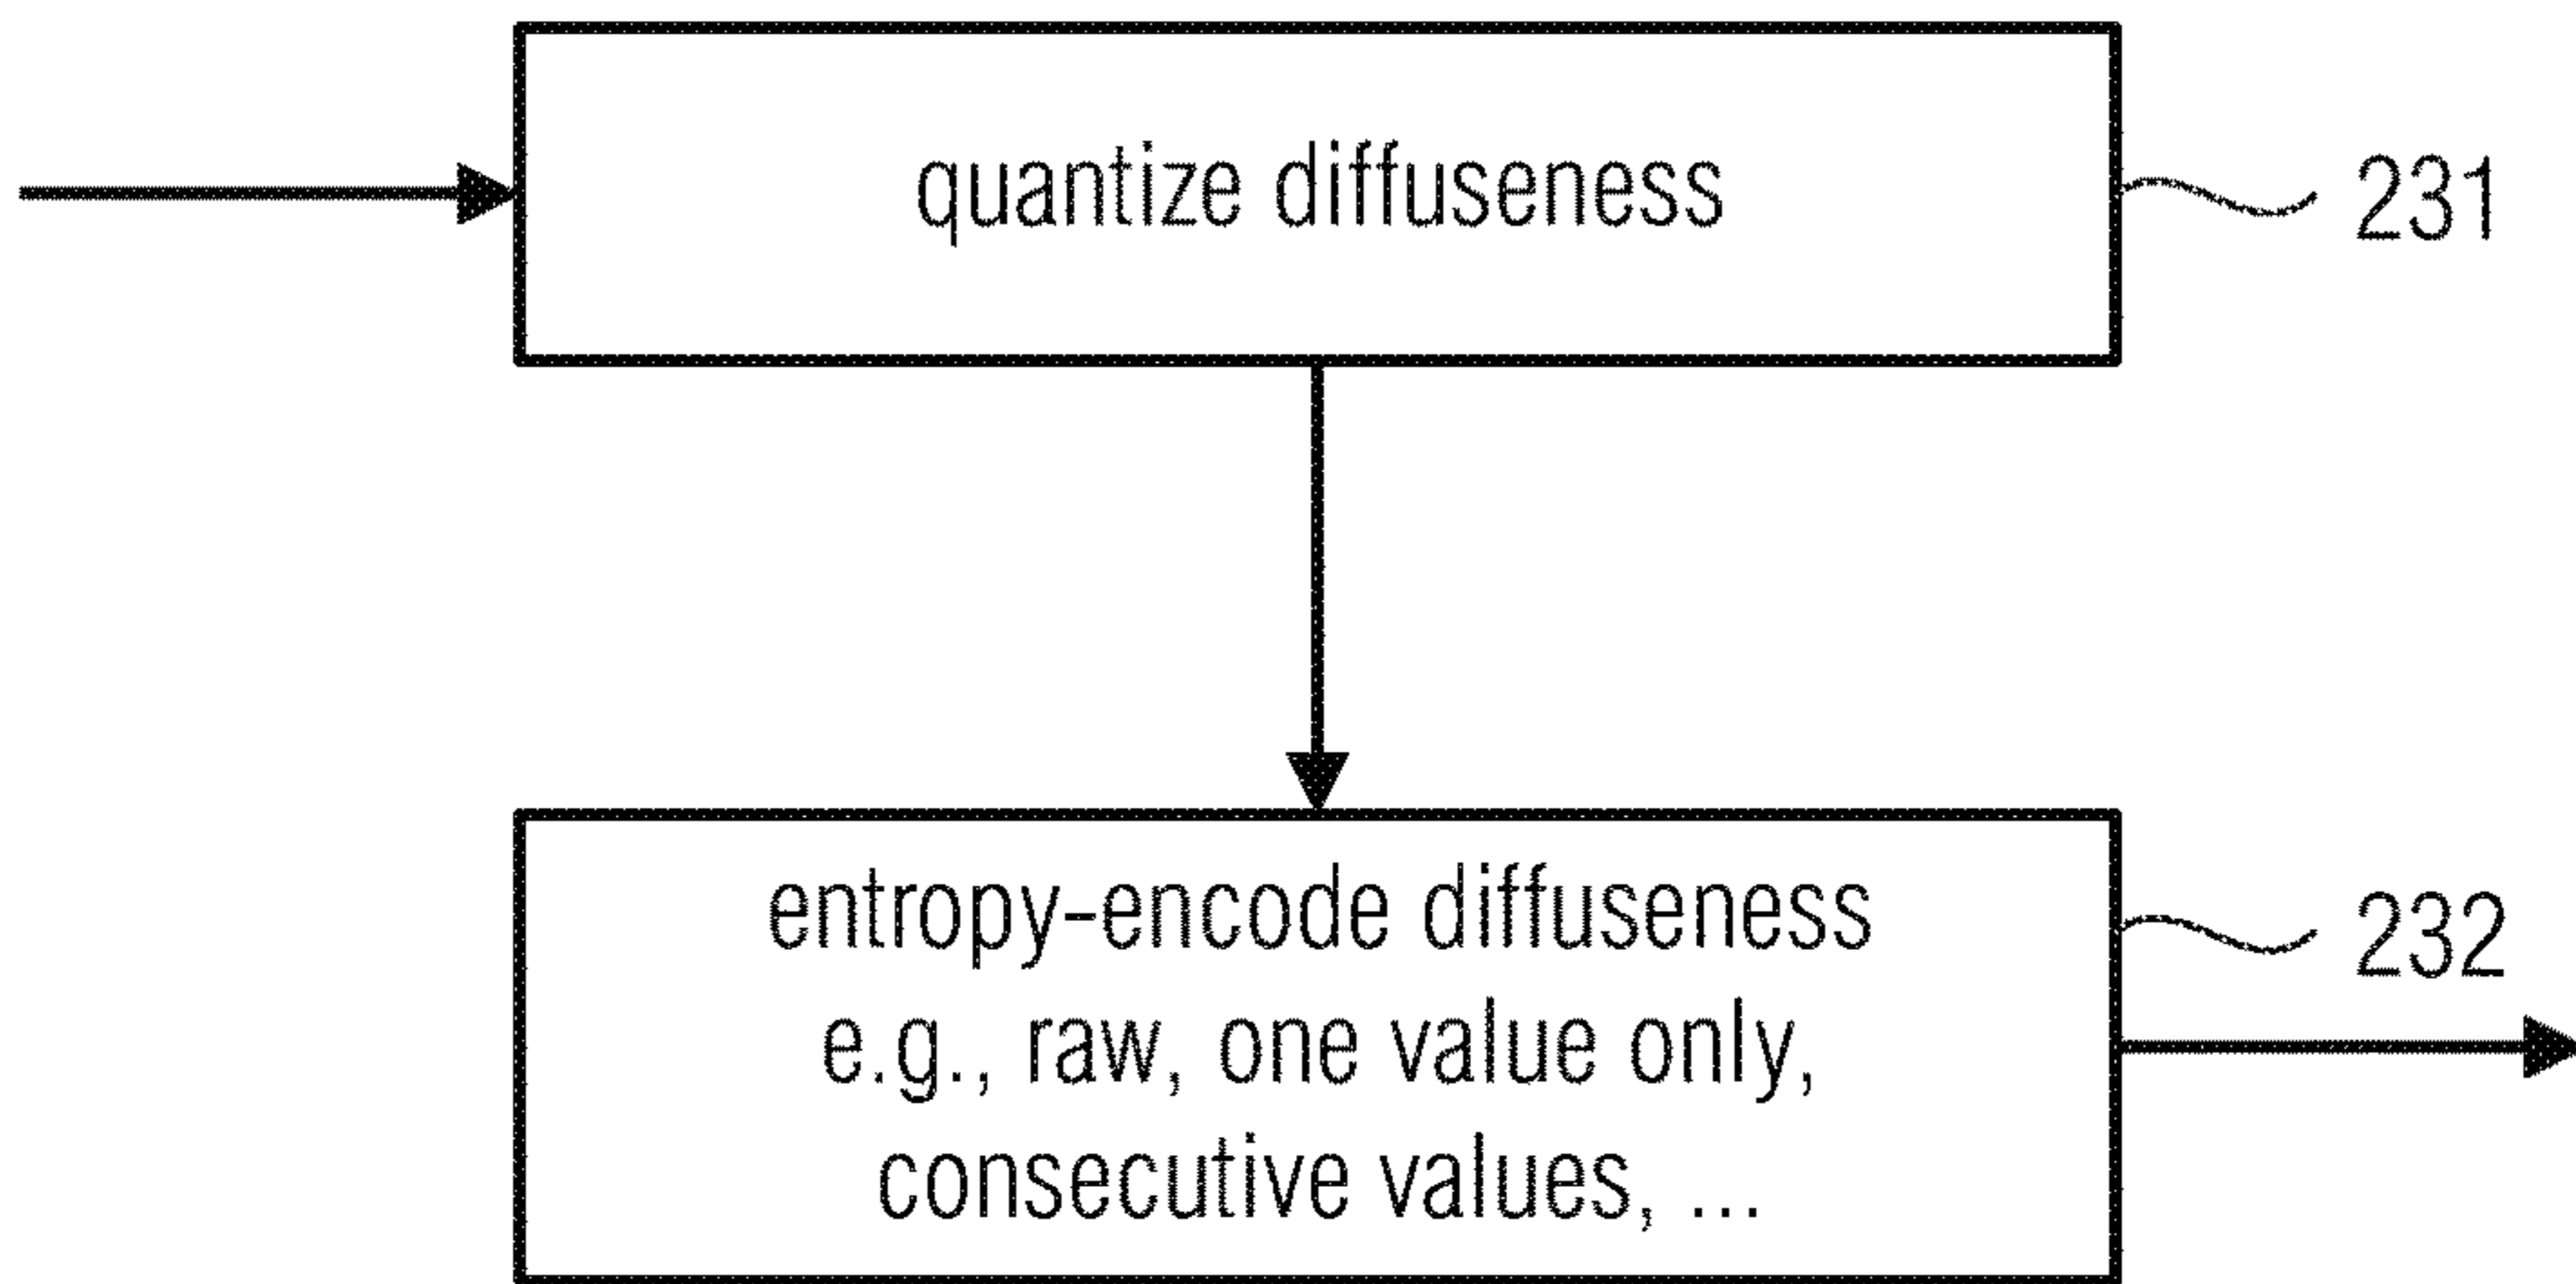 quantize diffuseness
231
entropy-encode diffuseness
e.g., raw, one value only,
consecutive values, ...
232